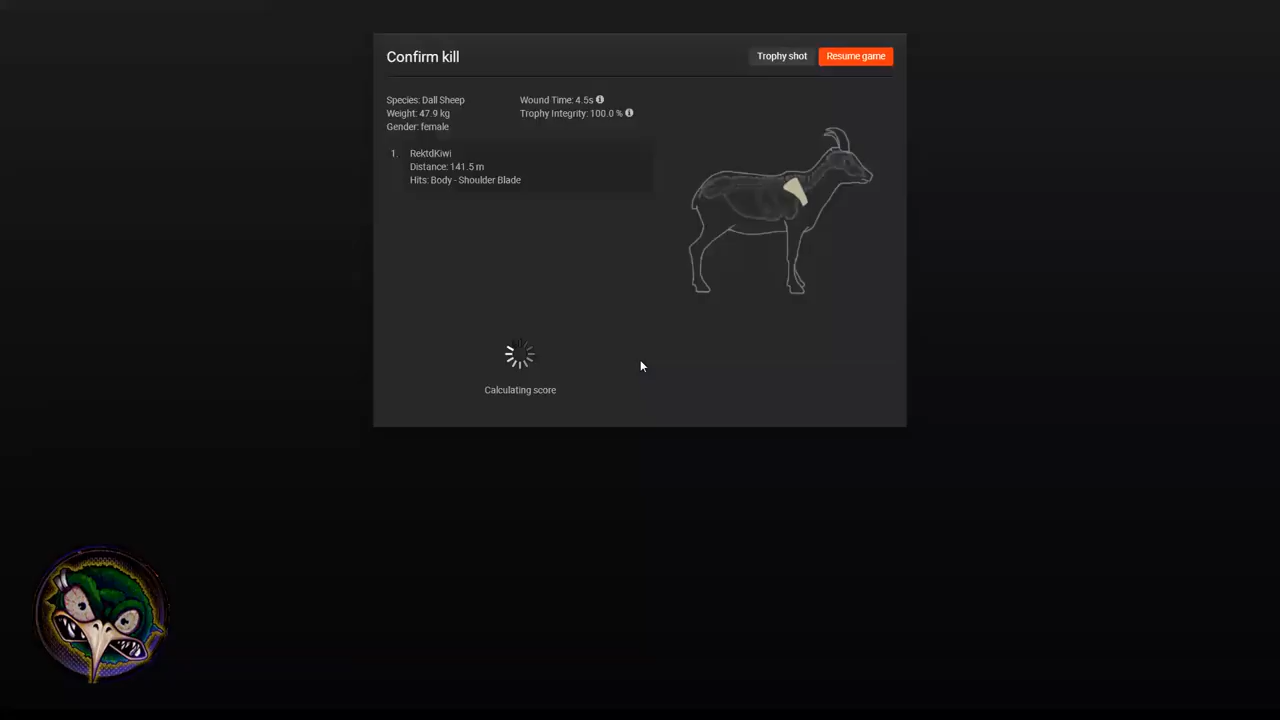 Confirm kill
Trophy shot
Resume game
Species: Dall Sheep
Weight: 47.9 kg
Gender: female
Wound Time: 4.5s
Trophy Integrity: 100.0 %
1. RektdKiwi
Distance: 141.5 m
Hits: Body - Shoulder Blade
Calculating score